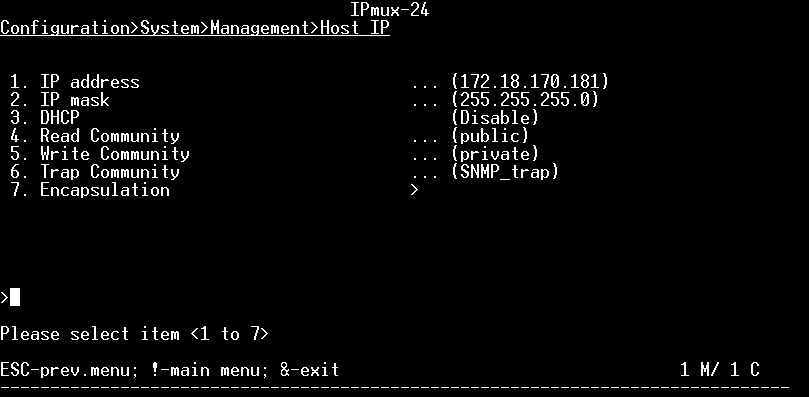 IPmux-24
Configuration>System>Management>Host IP
1. IP address ... (172.18.170.181)
2. IP mask ... (255.255.255.0)
3. DHCP (Disable)
4. Read Community ... (public)
5. Write Community ... (private)
6. Trap Community ... (SNMP_trap)
7. Encapsulation >
>
Please select item <1 to 7>
ESC-prev.menu; !-main menu; &-exit 1 M/ 1 C